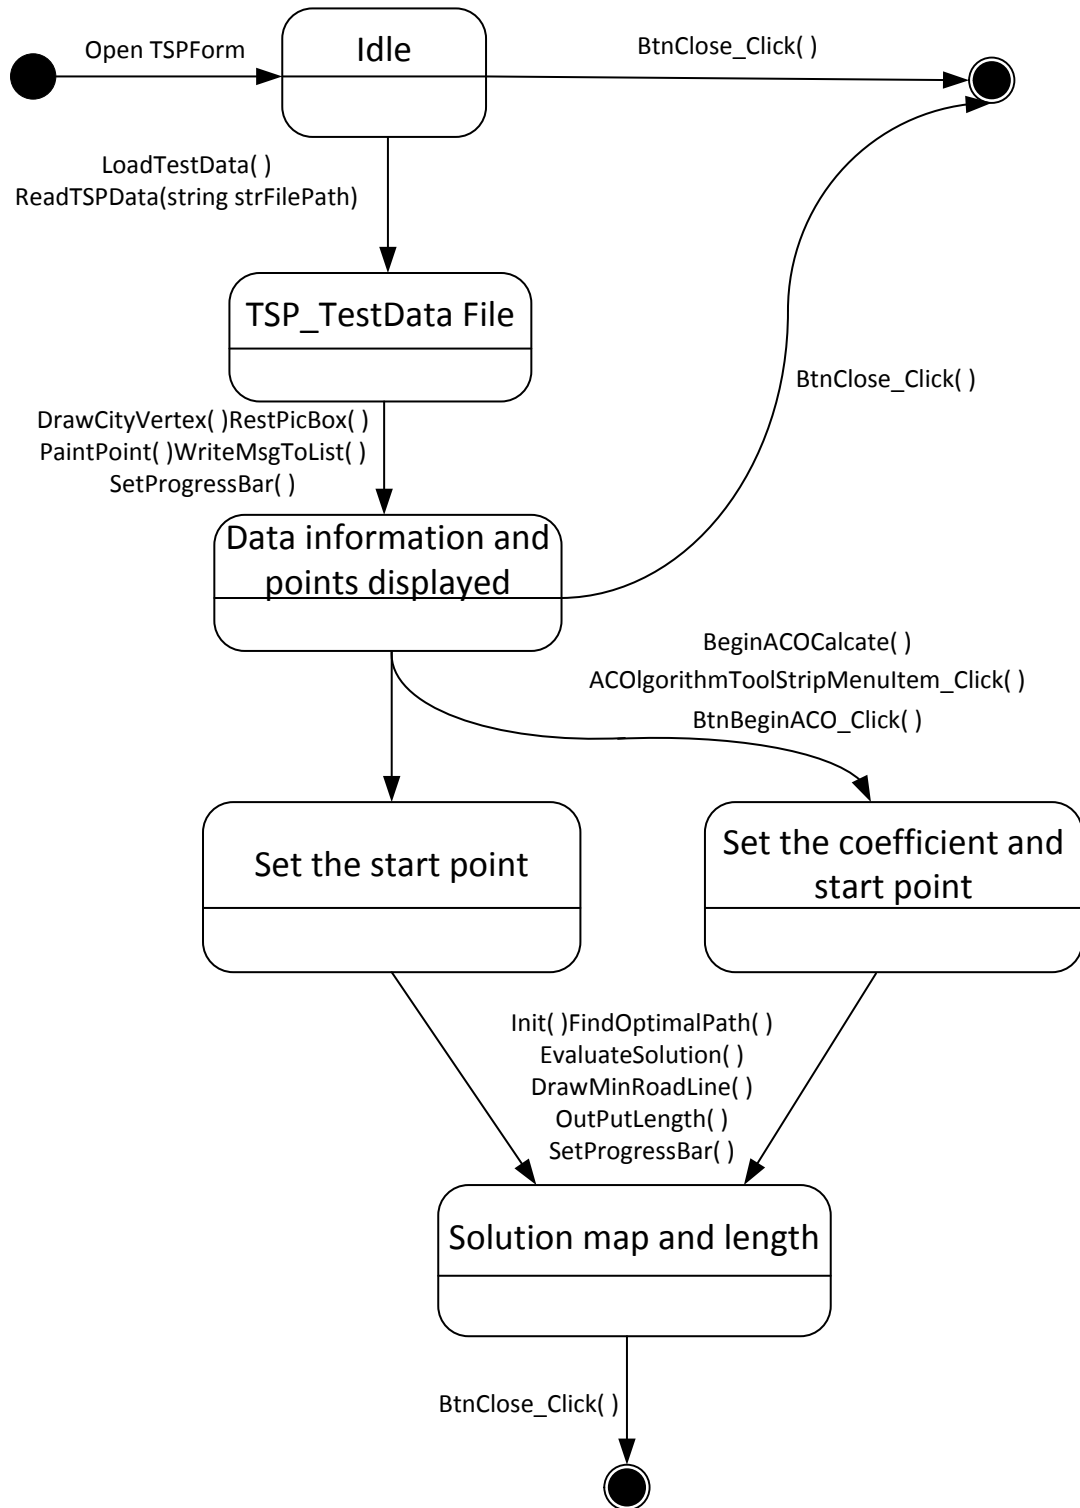 Open TSPForm
Idle
BtnClose_Click( )
LoadTestData( )
ReadTSPData(string strFilePath)
TSP_TestData File
BtnClose_Click( )
DrawCityVertex( )RestPicBox( )
PaintPoint( )WriteMsgToList( )
SetProgressBar( )
Data information and
points displayed
BeginACOCalcate( )
ACOlgorithmToolStripMenuItem_Click( )
BtnBeginACO_Click( )
Set the start point
Set the coefficient and
start point
Init( )FindOptimalPath( )
EvaluateSolution( )
DrawMinRoadLine( )
OutPutLength( )
SetProgressBar( )
Solution map and length
BtnClose_Click( )